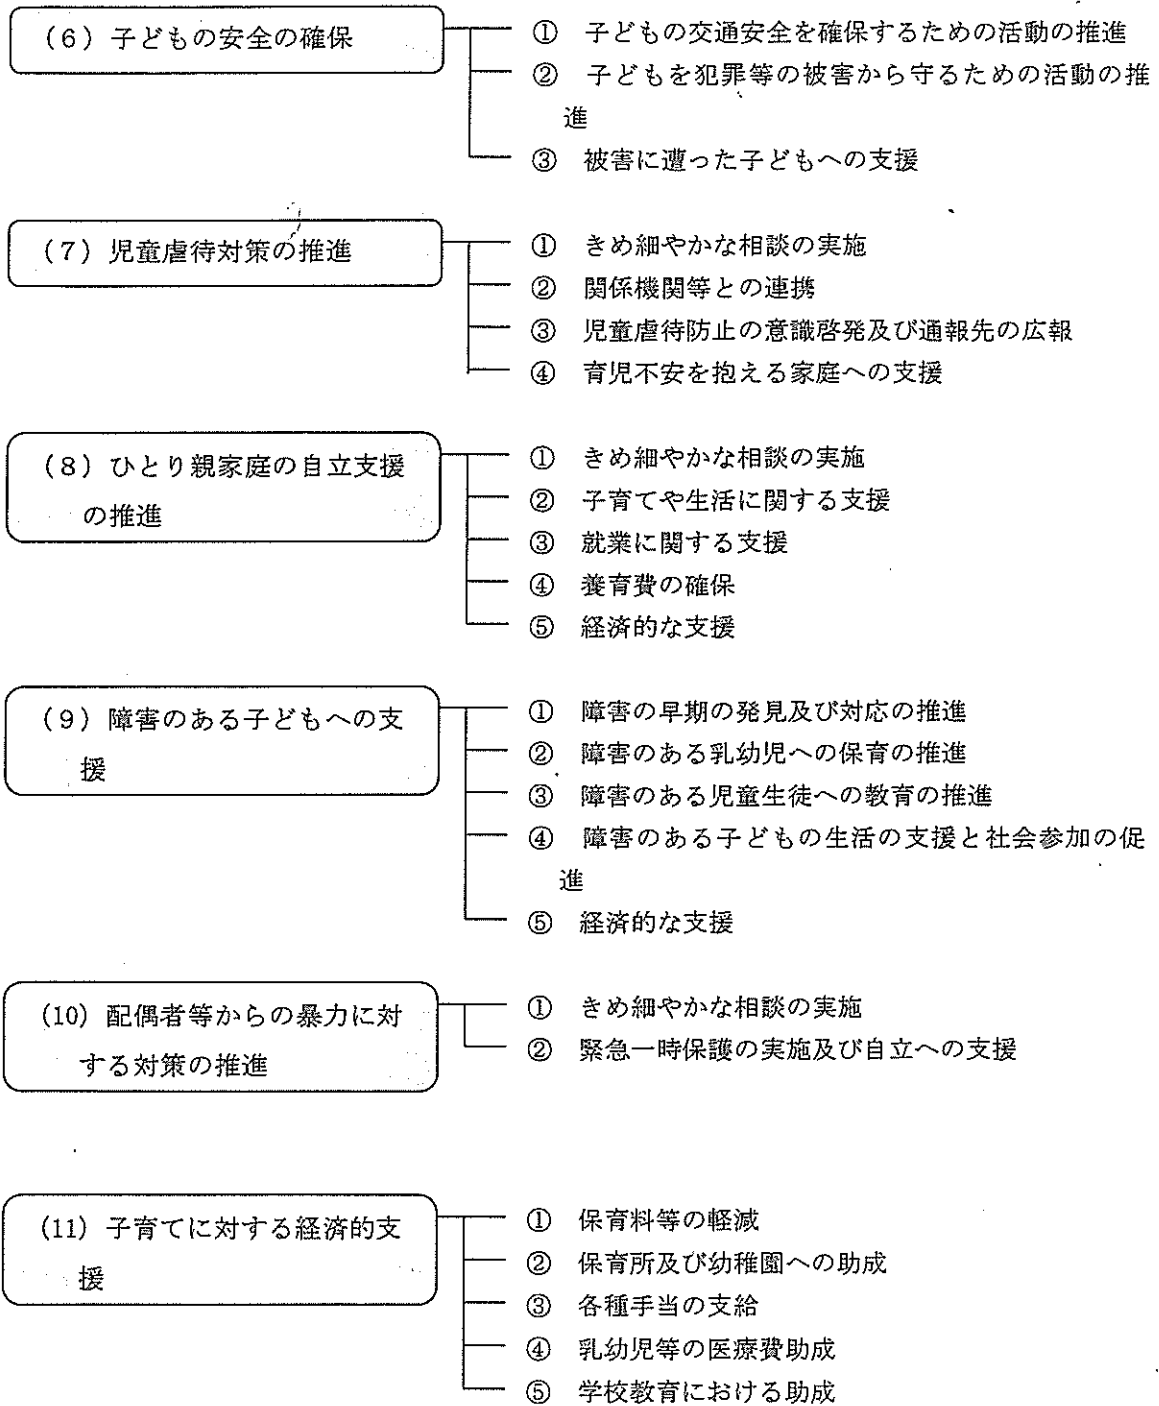 (6) 子どもの安全の確保
① 子どもの交通安全を確保するための活動の推進
② 子どもを犯罪等の被害から守るための活動の推
進
③ 被害に遭った子どもへの支援
(7) 児童虐待対策の推進
① きめ細やかな相談の実施
② 関係機関等との連携
③ 児童虐待防止の意識啓発及び通報先の広報
④ 育児不安を抱える家庭への支援
(8) ひとり親家庭の自立支援
の推進
① きめ細やかな相談の実施
② 子育てや生活に関する支援
③ 就業に関する支援
④ 養育費の確保
⑤ 経済的な支援
(9) 障害のある子どもへの支
援
① 障害の早期の発見及び対応の推進
② 障害のある乳幼児への保育の推進
③ 障害のある児童生徒への教育の推進
④ 障害のある子どもの生活の支援と社会参加の促
進
⑤ 経済的な支援
(10) 配偶者等からの暴力に対
する対策の推進
① きめ細やかな相談の実施
② 緊急一時保護の実施及び自立への支援
(11) 子育てに対する経済的支
援
① 保育料等の軽減
② 保育所及び幼稚園への助成
③ 各種手当の支給
④ 乳幼児等の医療費助成
⑤ 学校教育における助成